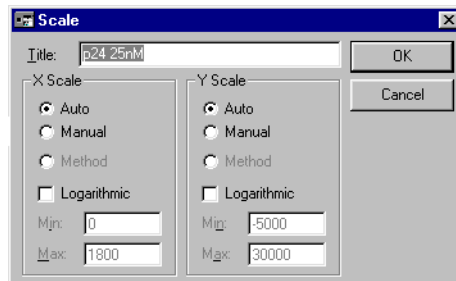 Scale
Title: p24 25nM
OK
Cancel
X Scale
Auto
Manual
Method
Logarithmic
Min: 0
Max: 1800
Y Scale
Auto
Manual
Method
Logarithmic
Min: -5000
Max: 30000